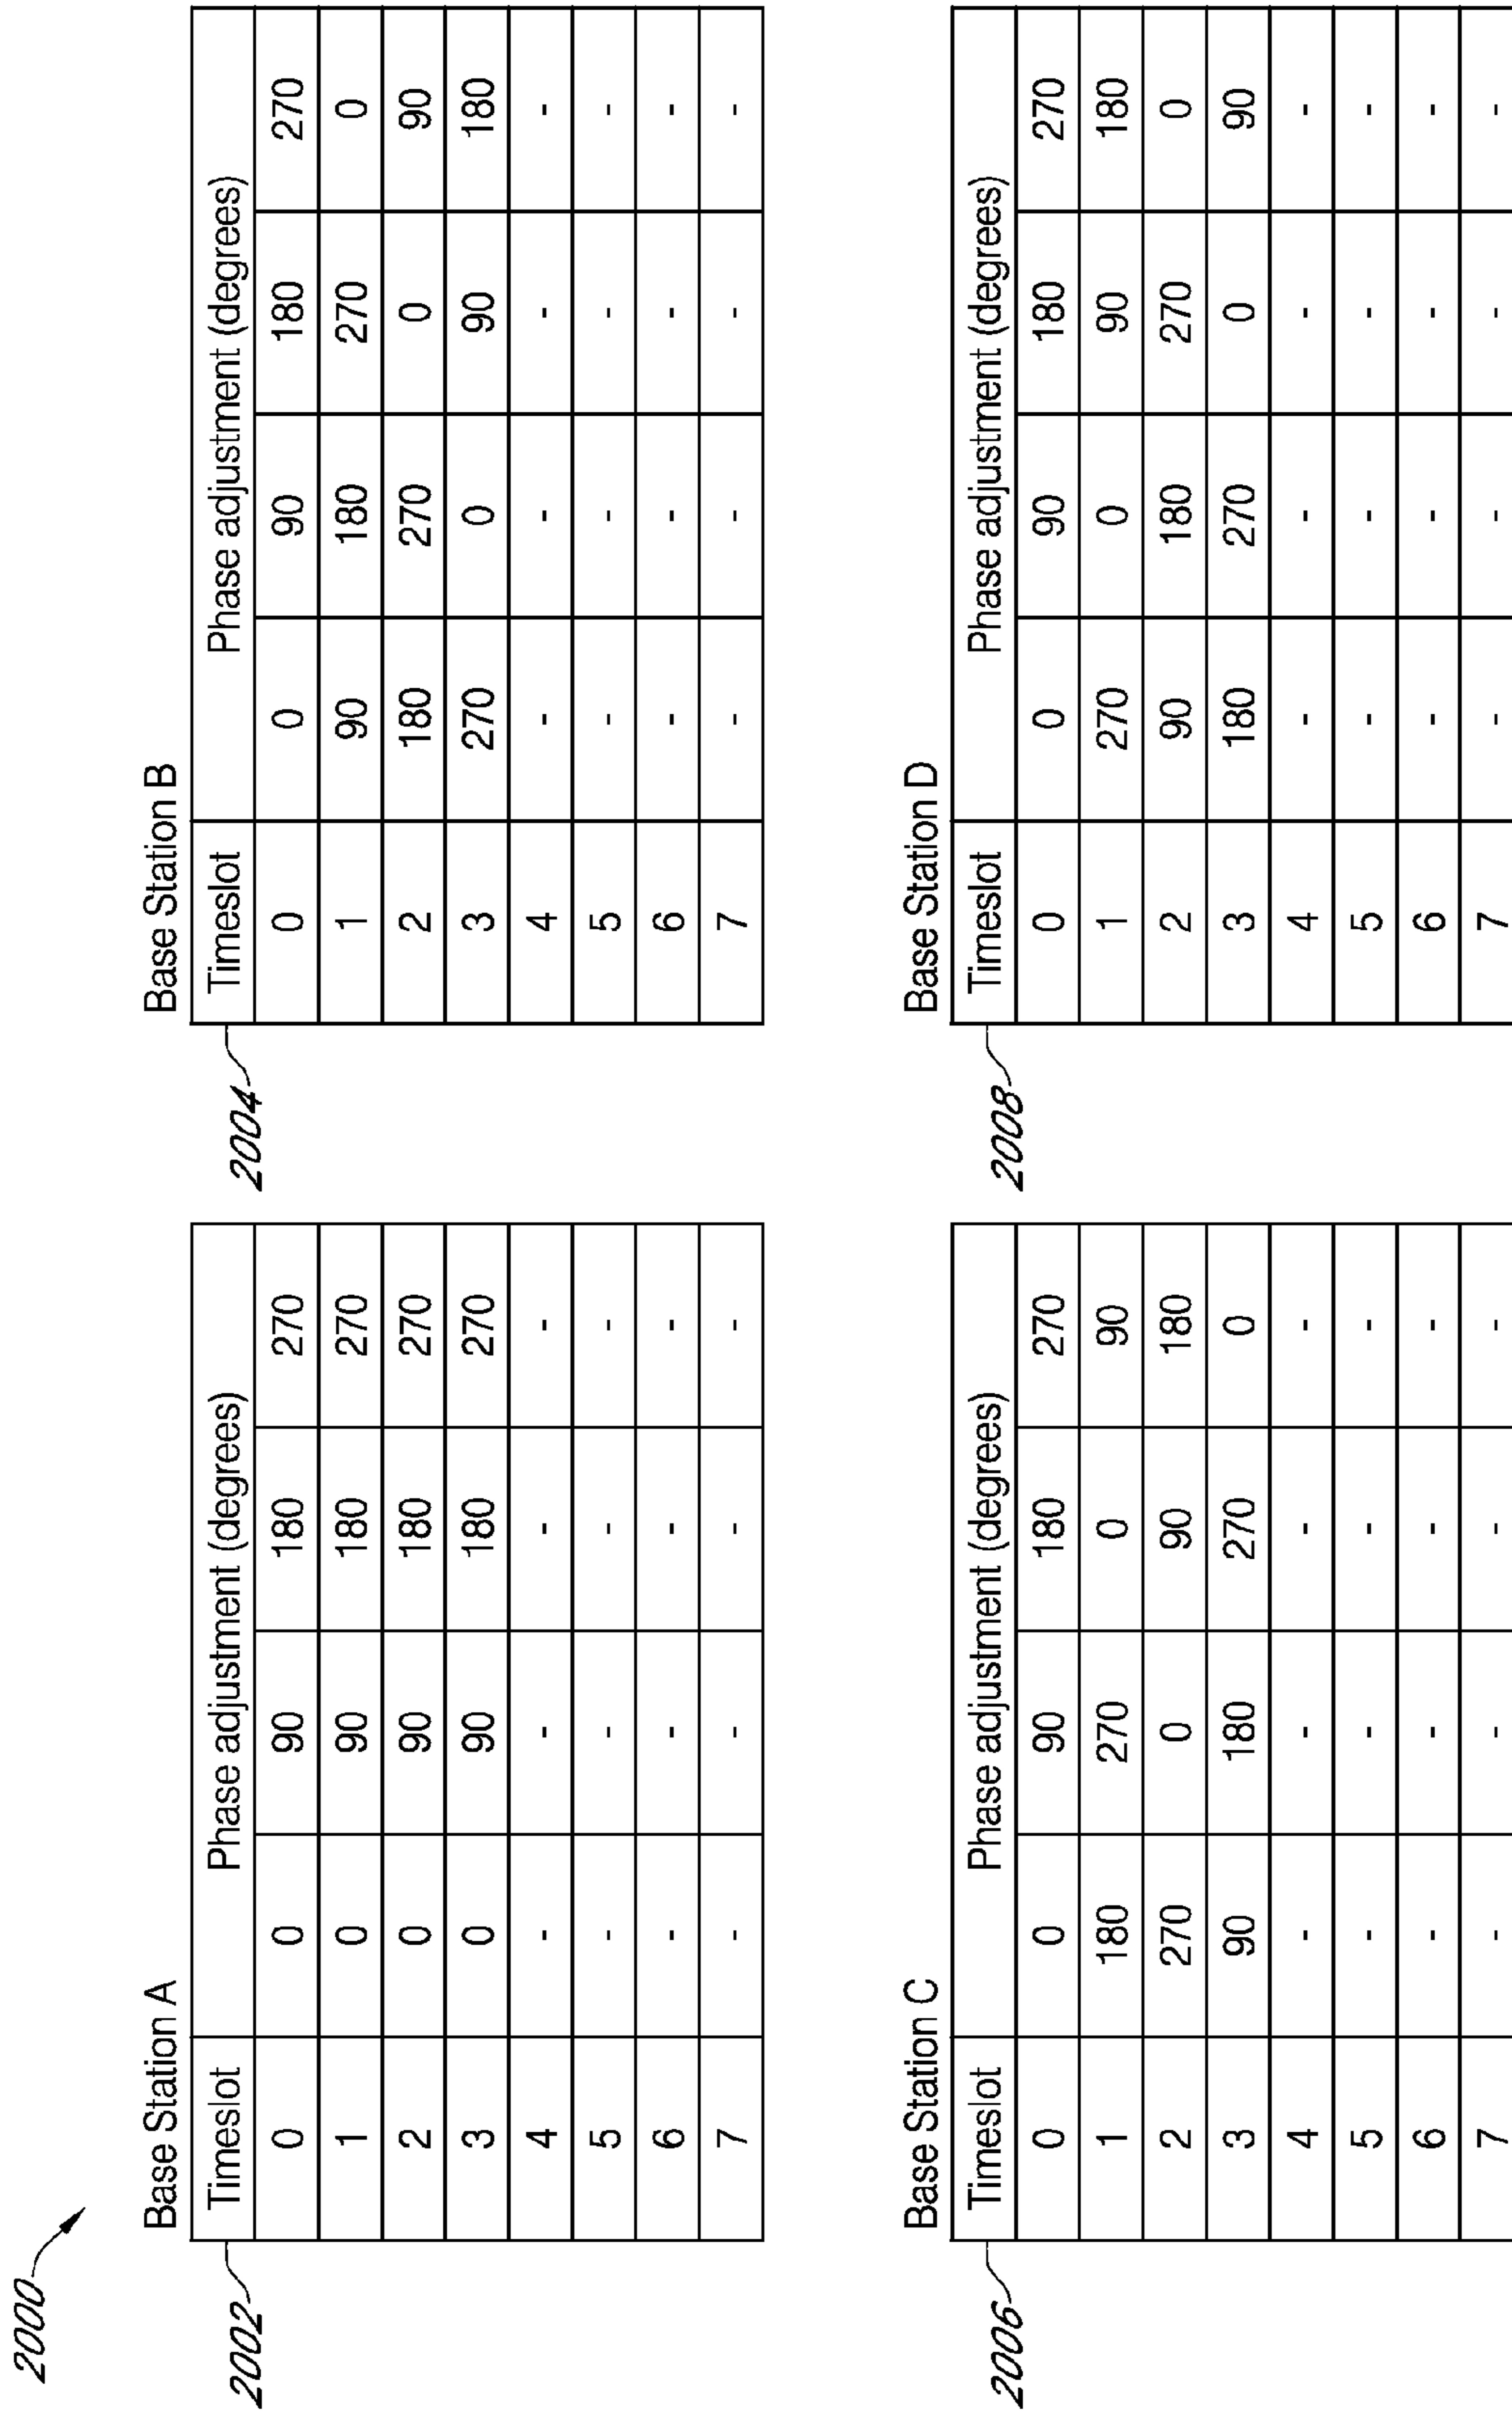 2000
Base Station A
2002
Timeslot Phase adjustment (degrees)
0 0 90 180 270
1 0 90 180 270
2 0 90 180 270
3 0 90 180 270
4 - - - -
5 - - - -
6 - - - -
7 - - - -
Base Station B
2004
Timeslot Phase adjustment (degrees)
0 0 90 180 270
1 90 180 270 0
2 180 270 0 90
3 270 0 90 180
4 - - - -
5 - - - -
6 - - - -
7 - - - -
Base Station C
2006
Timeslot Phase adjustment (degrees)
0 0 90 180 270
1 180 270 0 90
2 270 0 90 180
3 90 180 270 0
4 - - - -
5 - - - -
6 - - - -
7 - - - -
Base Station D
2008
Timeslot Phase adjustment (degrees)
0 0 90 180 270
1 270 0 90 180
2 90 180 270 0
3 180 270 0 90
4 - - - -
5 - - - -
6 - - - -
7 - - - -